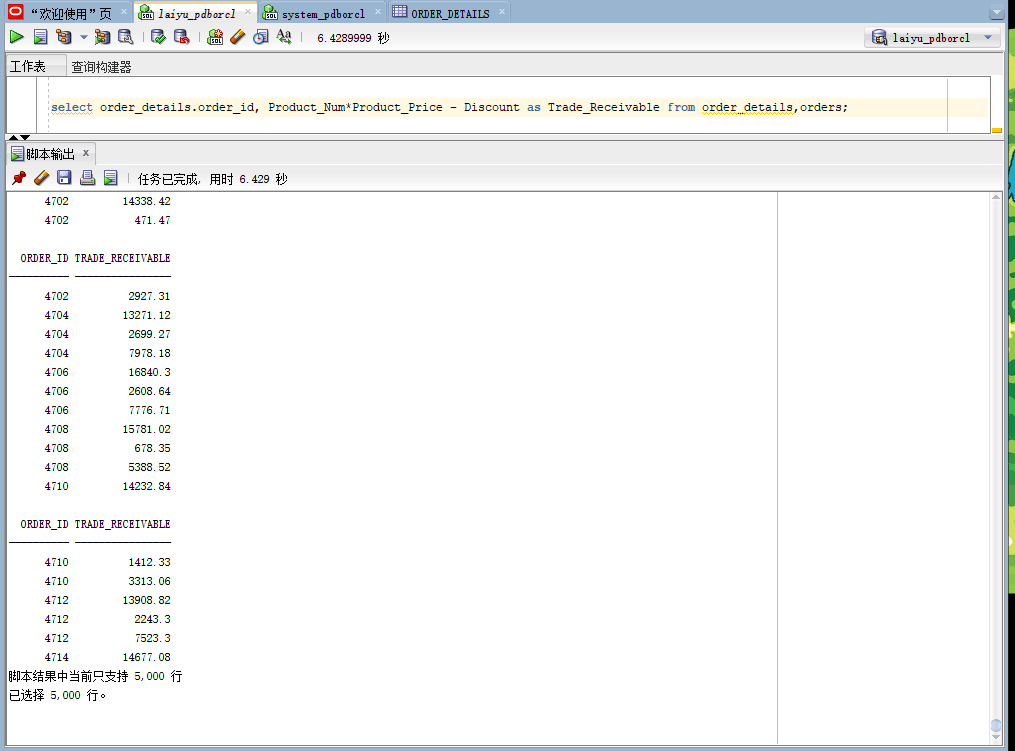 “欢迎使用”页 laiyu_pdborcl system_pdborcl ORDER_DETAILS
6.4289999 秒 laiyu_pdborcl
工作表 查询构建器
select order_details.order_id, Product_Num*Product_Price - Discount as Trade_Receivable from order_details,orders;
脚本输出 x
任务已完成, 用时 6.429 秒
4702 14338.42
4702 471.47
ORDER_ID TRADE_RECEIVABLE
4702 2927.31
4704 13271.12
4704 2699.27
4704 7978.18
4706 16840.3
4706 2608.64
4706 7776.71
4708 15781.02
4708 678.35
4708 5388.52
4710 14232.84
ORDER_ID TRADE_RECEIVABLE
4710 1412.33
4710 3313.06
4712 13908.82
4712 2243.3
4712 7523.3
4714 14677.08
脚本结果中当前只支持 5,000 行
已选择 5,000 行。